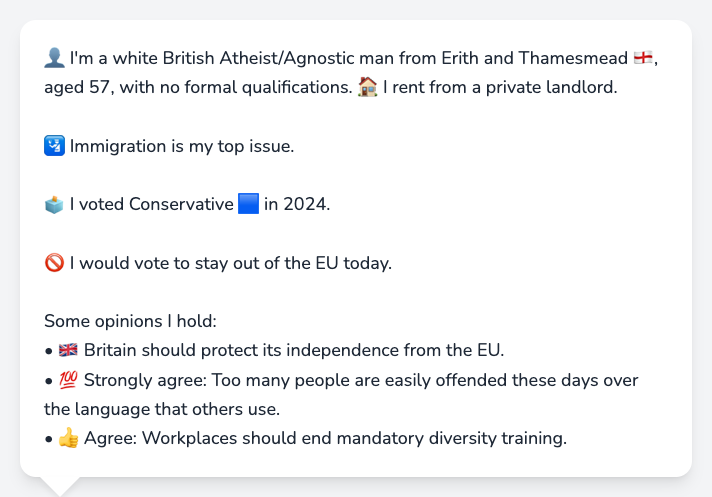 👤 I'm a white British Atheist/Agnostic man from Erith and Thamesmead 🏴󠁧󠁢󠁥󠁮󠁧󠁿,
aged 57, with no formal qualifications. 🏠 I rent from a private landlord.
🛂 Immigration is my top issue.
🗳️ I voted Conservative 🟦 in 2024.
🚫 I would vote to stay out of the EU today.
Some opinions I hold:
• 🇬🇧 Britain should protect its independence from the EU.
• 💯 Strongly agree: Too many people are easily offended these days over
the language that others use.
• 👍 Agree: Workplaces should end mandatory diversity training.